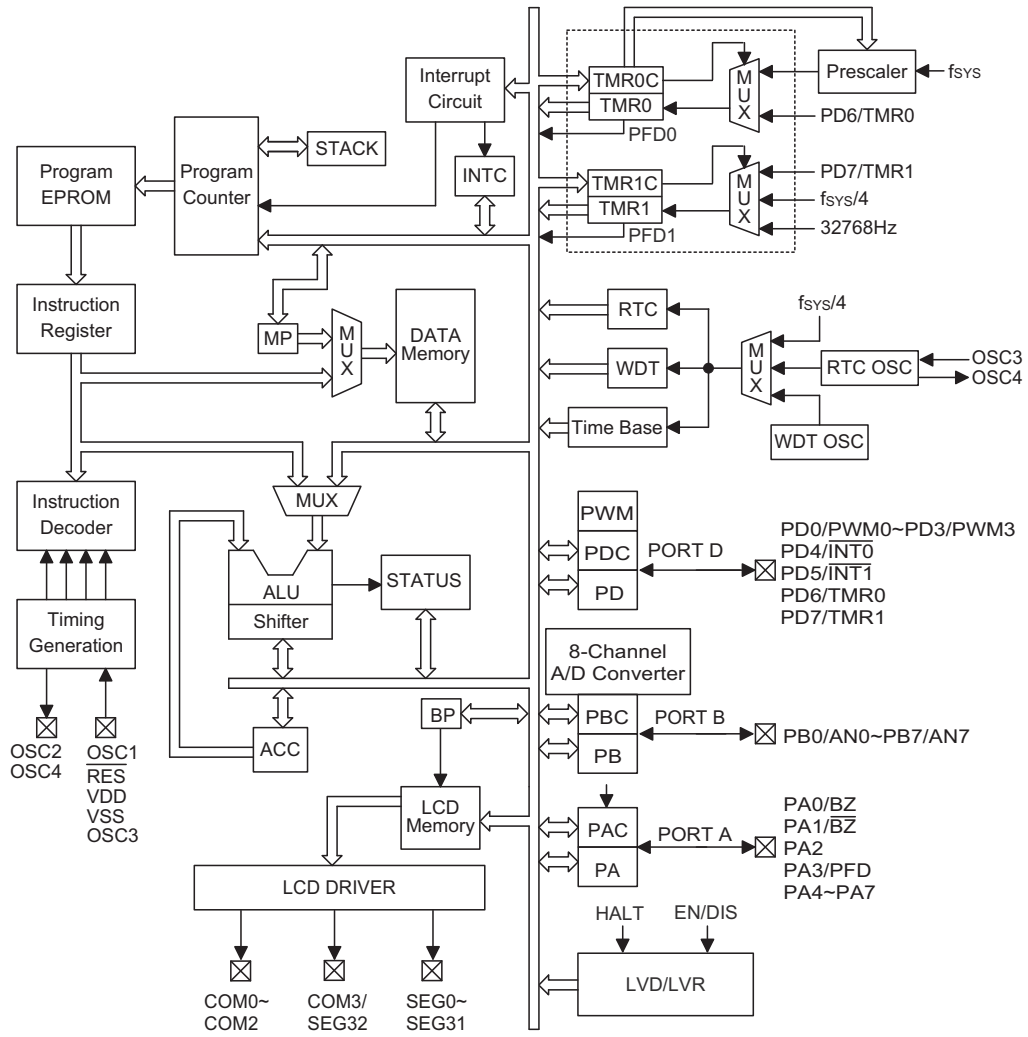 Interrupt
Circuit
STACK
Program
Counter
Program
EPROM
INTC
TMR0C
TMR0
PFD0
MUX
Prescaler
fSYS
PD6/TMR0
TMR1C
TMR1
PFD1
MUX
PD7/TMR1
fSYS/4
32768Hz
Instruction
Register
MP
MUX
DATA
Memory
RTC
WDT
Time Base
MUX
fSYS/4
RTC OSC
OSC3
OSC4
WDT OSC
Instruction
Decoder
MUX
ALU
Shifter
STATUS
Timing
Generation
OSC2
OSC4
OSC1
RES
VDD
VSS
OSC3
ACC
BP
LCD
Memory
LCD DRIVER
COM0~
COM2
COM3/
SEG32
SEG0~
SEG31
PWM
PDC
PD
PORT D
PD0/PWM0~PD3/PWM3
PD4/INT0
PD5/INT1
PD6/TMR0
PD7/TMR1
8-Channel
A/D Converter
PBC
PB
PORT B
PB0/AN0~PB7/AN7
PAC
PA
PORT A
PA0/BZ
PA1/BZ
PA2
PA3/PFD
PA4~PA7
HALT
EN/DIS
LVD/LVR